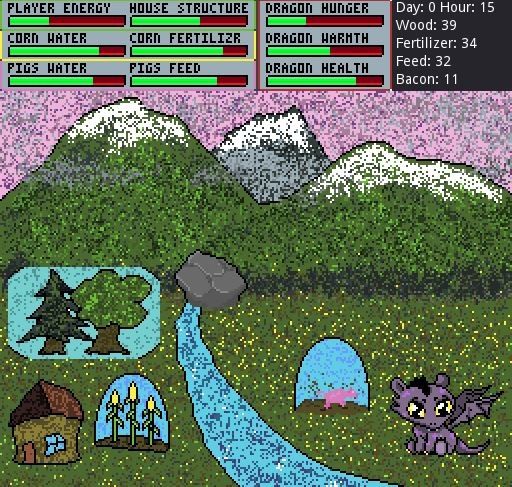 PLAYER ENERGY HOUSE STRUCTURE DRAGON HUNGER
CORN WATER CORN FERTILIZR DRAGON WARMTH
PIGS WATER PIGS FEED DRAGON HEALTH
Day: 0 Hour: 15
Wood: 39
Fertilizer: 34
Feed: 32
Bacon: 11